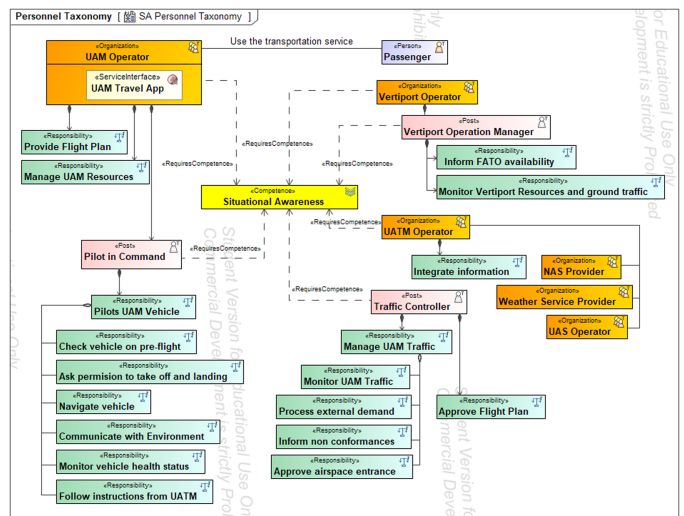 Personnel Taxonomy [ SA Personnel Taxonomy ]
«Organization»
UAM Operator
«ServiceInterface»
UAM Travel App
Use the transportation service
«Person»
Passenger
«Organization»
Vertiport Operator
«Post»
Vertiport Operation Manager
«Responsibility»
Provide Flight Plan
«Responsibility»
Manage UAM Resources
«RequiresCompetence»
«RequiresCompetence»
«RequiresCompetence»
«Responsibility»
Inform FATO availability
«Responsibility»
Monitor Vertiport Resources and ground traffic
«Competence»
Situational Awareness
«RequiresCompetence»
«Organization»
UATM Operator
«Post»
Pilot in Command
«RequiresCompetence»
«Responsibility»
Integrate information
«Organization»
NAS Provider
«RequiresCompetence»
«Organization»
Weather Service Provider
«Organization»
UAS Operator
«Responsibility»
Pilots UAM Vehicle
«Post»
Traffic Controller
«Responsibility»
Check vehicle on pre-flight
«Responsibility»
Manage UAM Traffic
«Responsibility»
Ask permision to take off and landing
«Responsibility»
Monitor UAM Traffic
«Responsibility»
Navigate vehicle
«Responsibility»
Process external demand
«Responsibility»
Approve Flight Plan
«Responsibility»
Communicate with Environment
«Responsibility»
Inform non conformances
«Responsibility»
Monitor vehicle health status
«Responsibility»
Approve airspace entrance
«Responsibility»
Follow instructions from UATM